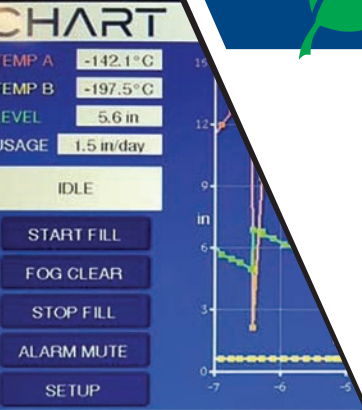 CHART
TEMP A -142.1°C
TEMP B -197.5°C
LEVEL 5.6 in
USAGE 1.5 in/day
IDLE
START FILL
FOG CLEAR
STOP FILL
ALARM MUTE
SETUP
15
12
9
in
6
3
0
-7 -6 -5